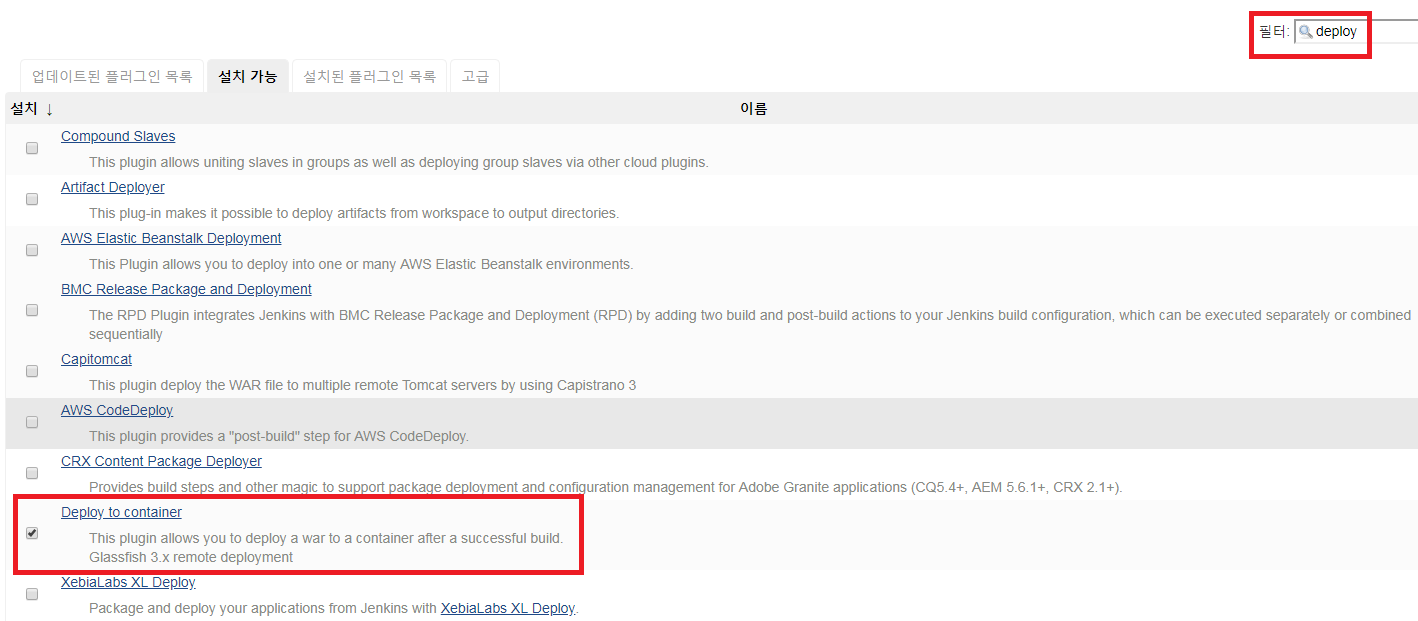 필터: deploy
업데이트된 플러그인 목록 설치 가능 설치된 플러그인 목록 고급
설치 ↓ 이름
Compound Slaves
This plugin allows uniting slaves in groups as well as deploying group slaves via other cloud plugins.
Artifact Deployer
This plug-in makes it possible to deploy artifacts from workspace to output directories.
AWS Elastic Beanstalk Deployment
This Plugin allows you to deploy into one or many AWS Elastic Beanstalk environments.
BMC Release Package and Deployment
The RPD Plugin integrates Jenkins with BMC Release Package and Deployment (RPD) by adding two build and post-build actions to your Jenkins build configuration, which can be executed separately or combined
sequentially
Capitomcat
This plugin deploy the WAR file to multiple remote Tomcat servers by using Capistrano 3
AWS CodeDeploy
This plugin provides a "post-build" step for AWS CodeDeploy.
CRX Content Package Deployer
Provides build steps and other magic to support package deployment and configuration management for Adobe Granite applications (CQ5.4+, AEM 5.6.1+, CRX 2.1+).
Deploy to container
This plugin allows you to deploy a war to a container after a successful build.
Glassfish 3.x remote deployment
XebiaLabs XL Deploy
Package and deploy your applications from Jenkins with XebiaLabs XL Deploy.